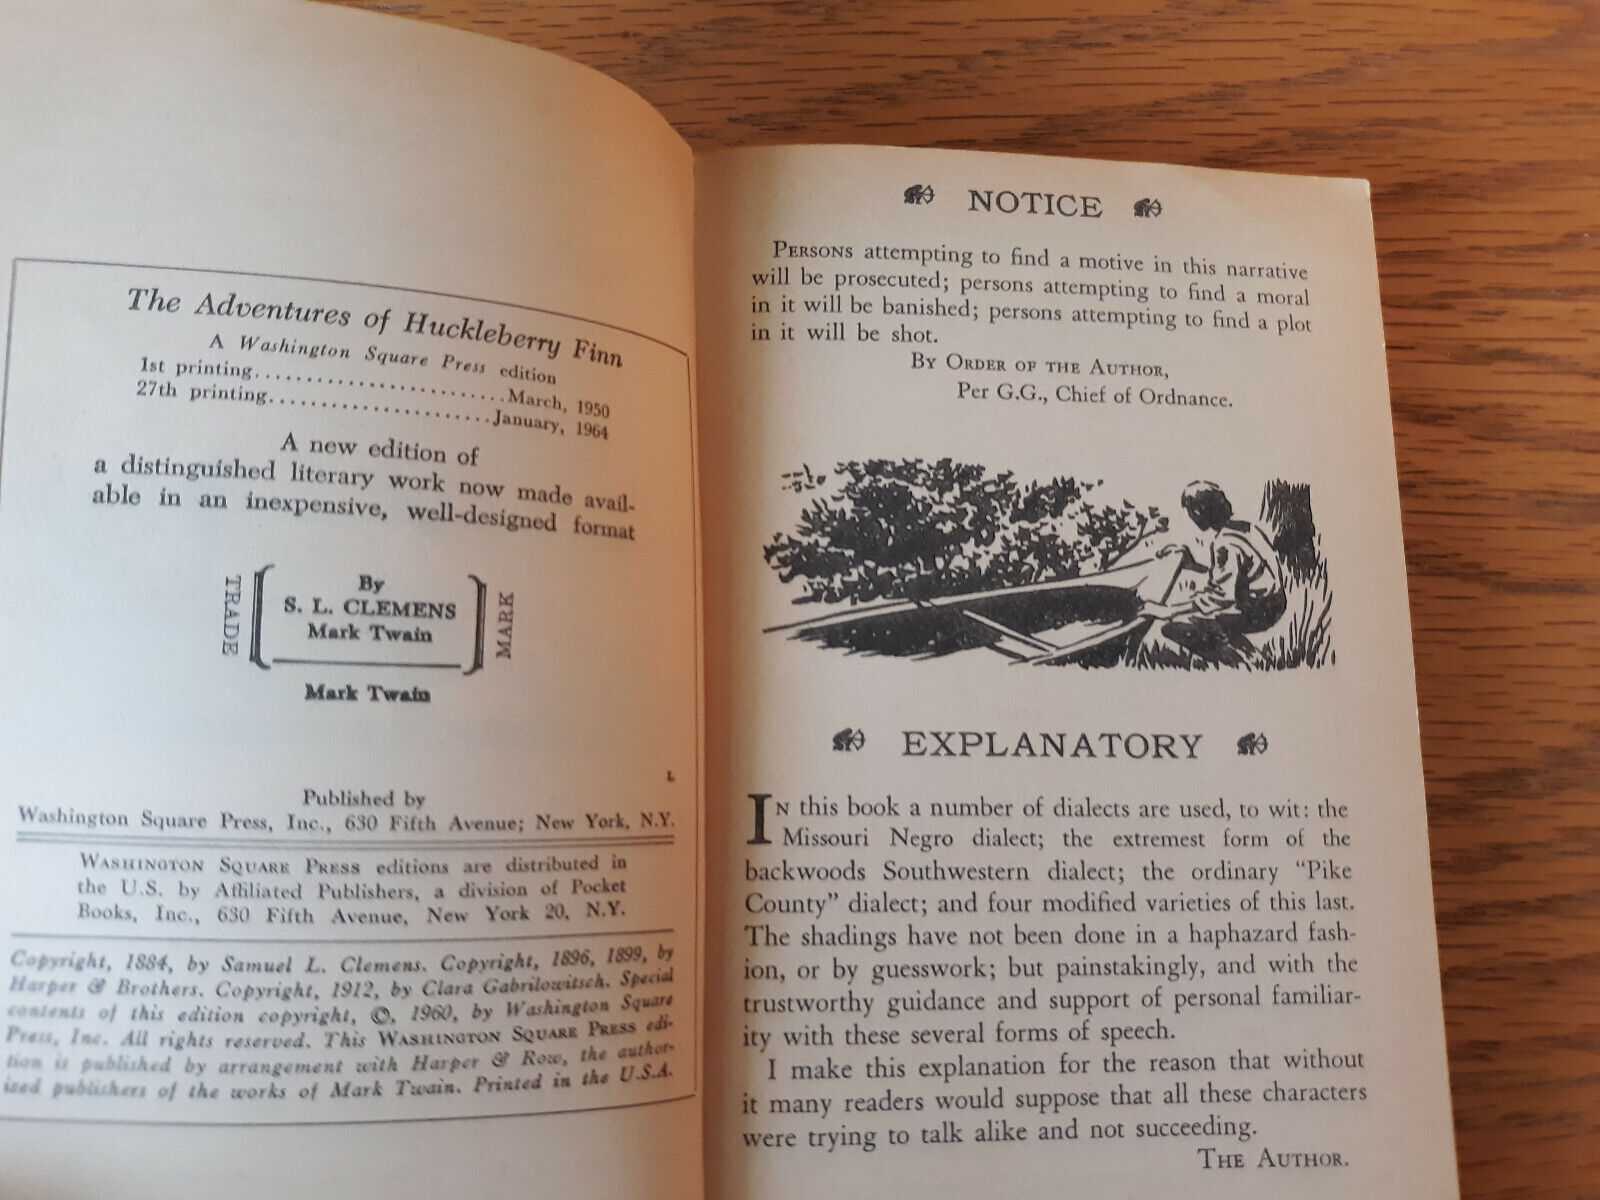 The Adventures of Huckleberry Finn
A Washington Square Press edition
1st printing........................March, 1950
27th printing.......................January, 1964
A new edition of
a distinguished literary work now made avail-
able in an inexpensive, well-designed format
TRADE
By
S. L. CLEMENS
Mark Twain
MARK
Mark Twain
L
Published by
Washington Square Press, Inc., 630 Fifth Avenue; New York, N.Y.
WASHINGTON SQUARE PRESS editions are distributed in
the U.S. by Affiliated Publishers, a division of Pocket
Books, Inc., 630 Fifth Avenue, New York 20, N.Y.
Copyright, 1884, by Samuel L. Clemens. Copyright, 1896, 1899, by
Harper & Brothers. Copyright, 1912, by Clara Gabrilowitsch. Special
contents of this edition copyright, ©, 1960, by Washington Square
Press, Inc. All rights reserved. This WASHINGTON SQUARE PRESS edi-
tion is published by arrangement with Harper & Row, the author-
ized publishers of the works of Mark Twain. Printed in the U.S.A.
NOTICE
PERSONS attempting to find a motive in this narrative
will be prosecuted; persons attempting to find a moral
in it will be banished; persons attempting to find a plot
in it will be shot.
BY ORDER OF THE AUTHOR,
Per G.G., Chief of Ordnance.
EXPLANATORY
IN this book a number of dialects are used, to wit: the
Missouri Negro dialect; the extremest form of the
backwoods Southwestern dialect; the ordinary "Pike
County" dialect; and four modified varieties of this last.
The shadings have not been done in a haphazard fash-
ion, or by guesswork; but painstakingly, and with the
trustworthy guidance and support of personal familiar-
ity with these several forms of speech.
I make this explanation for the reason that without
it many readers would suppose that all these characters
were trying to talk alike and not succeeding.
THE AUTHOR.